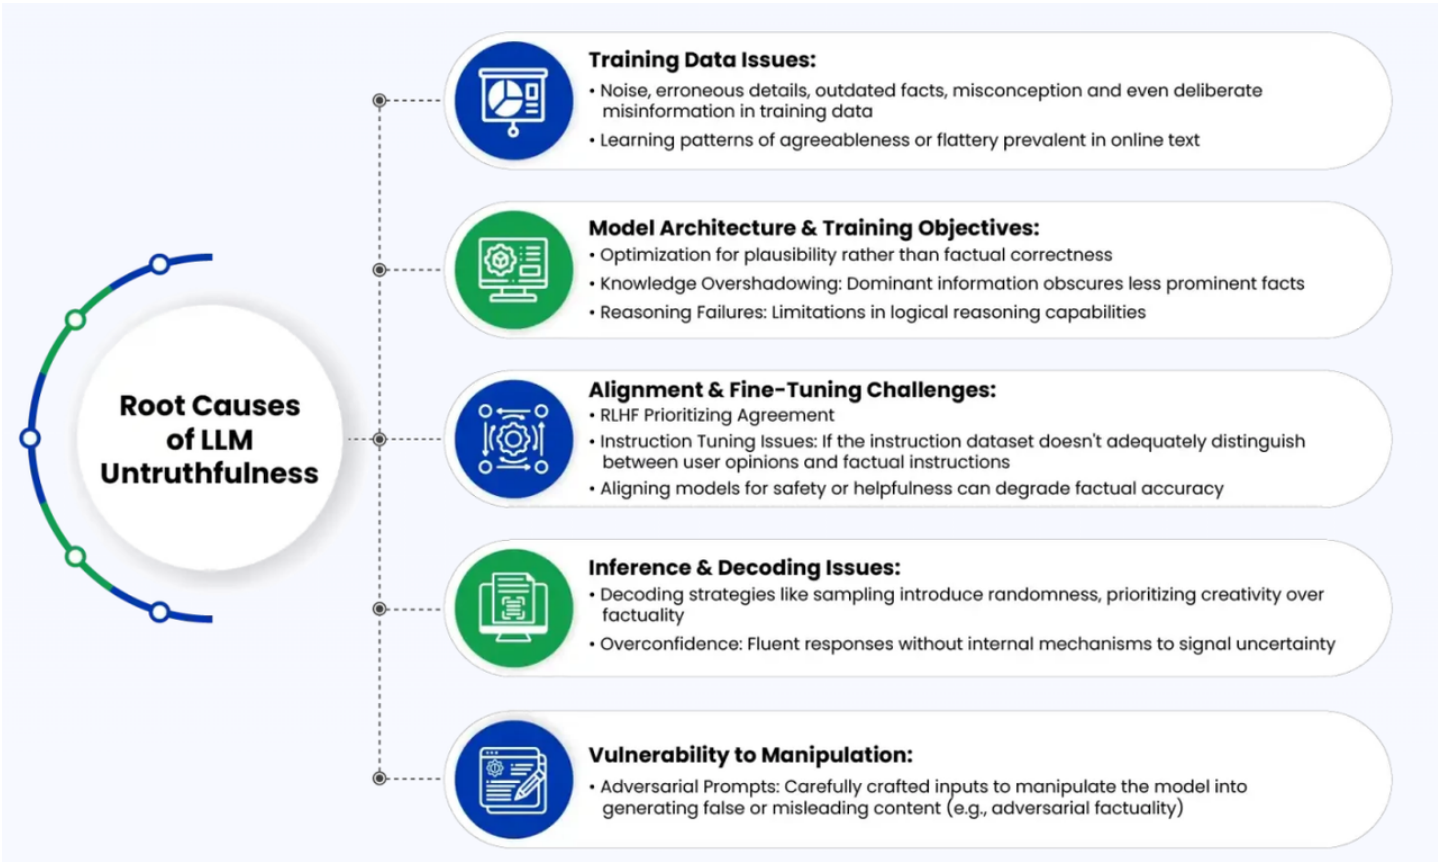 Root Causes
of LLM
Untruthfulness
Training Data Issues:
• Noise, erroneous details, outdated facts, misconception and even deliberate
misinformation in training data
• Learning patterns of agreeableness or flattery prevalent in online text
Model Architecture & Training Objectives:
• Optimization for plausibility rather than factual correctness
• Knowledge Overshadowing: Dominant information obscures less prominent facts
• Reasoning Failures: Limitations in logical reasoning capabilities
Alignment & Fine-Tuning Challenges:
• RLHF Prioritizing Agreement
• Instruction Tuning Issues: If the instruction dataset doesn't adequately distinguish
between user opinions and factual instructions
• Aligning models for safety or helpfulness can degrade factual accuracy
Inference & Decoding Issues:
• Decoding strategies like sampling introduce randomness, prioritizing creativity over
factuality
• Overconfidence: Fluent responses without internal mechanisms to signal uncertainty
Vulnerability to Manipulation:
• Adversarial Prompts: Carefully crafted inputs to manipulate the model into
generating false or misleading content (e.g., adversarial factuality)